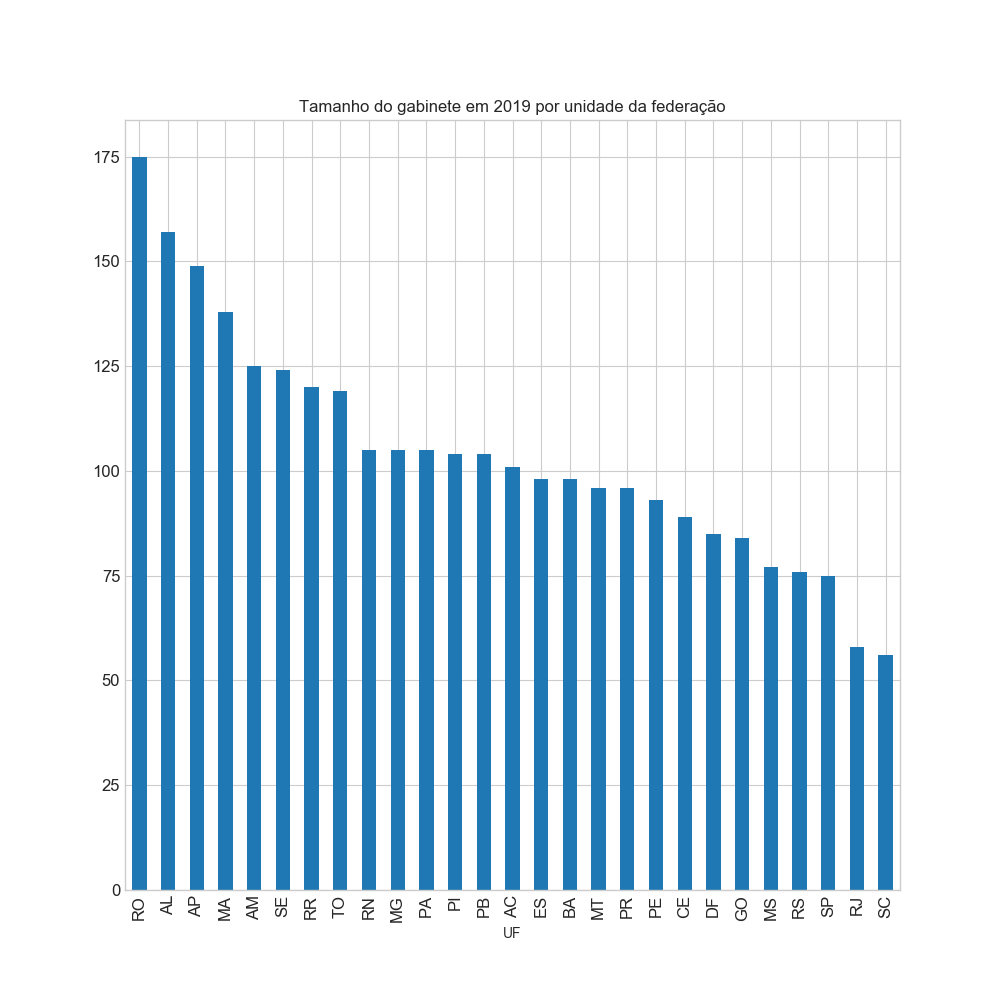 Tamanho do gabinete em 2019 por unidade da federação
175
150
125
100
75
50
25
0
RO AL AP MA AM SE RR TO RN MG PA PI PB AC ES BA MT PR PE CE DF GO MS RS SP RJ SC
UF